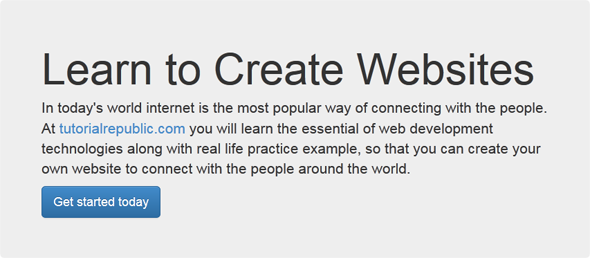 Learn to Create Websites
In today's world internet is the most popular way of connecting with the people.
At tutorialrepublic.com you will learn the essential of web development
technologies along with real life practice example, so that you can create your
own website to connect with the people around the world.
Get started today